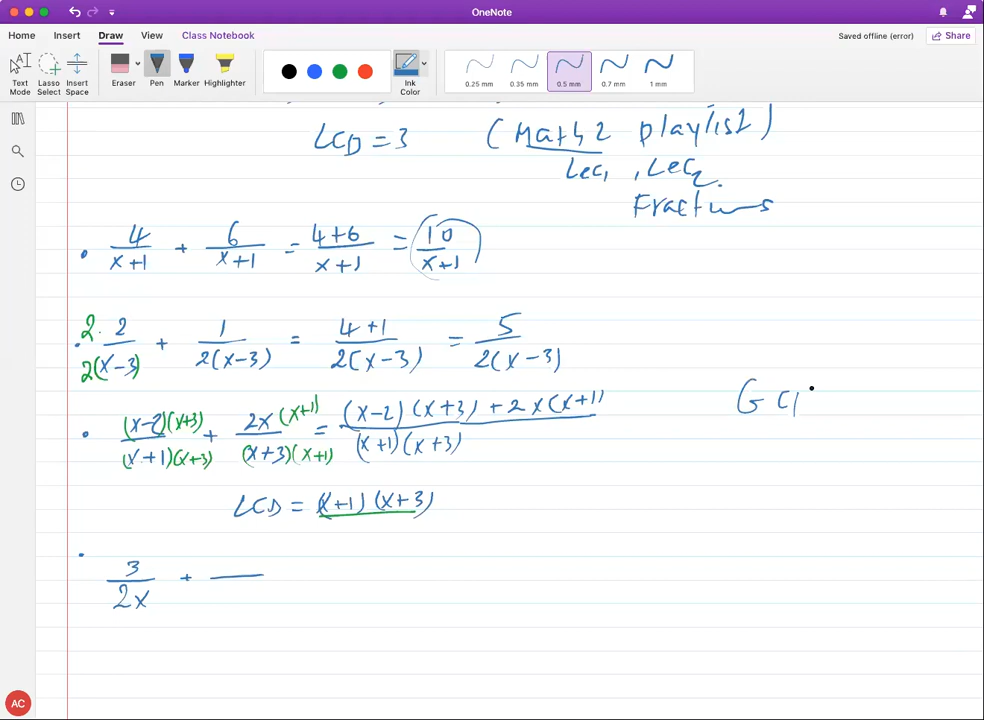 OneNote
Home Insert Draw View Class Notebook Saved offline (error) Share
Text Mode Lasso Select Insert Space Eraser Pen Marker Highlighter Ink Color 0.25 mm 0.35 mm 0.5 mm 0.7 mm 1 mm
LCD = 3 (Math 2 playlist)
Lec1, Lec2
Fractions
• 4/(x+1) + 6/(x+1) = (4+6)/(x+1) = 10/(x+1)
• 2·2/2(x-3) + 1/2(x-3) = (4+1)/2(x-3) = 5/2(x-3)
• (x-2)(x+3)/(x+1)(x+3) + 2x(x+1)/(x+3)(x+1) = ((x-2)(x+3) + 2x(x+1))/(x+1)(x+3)
LCD = (x+1)(x+3)
• 3/2x +
AC